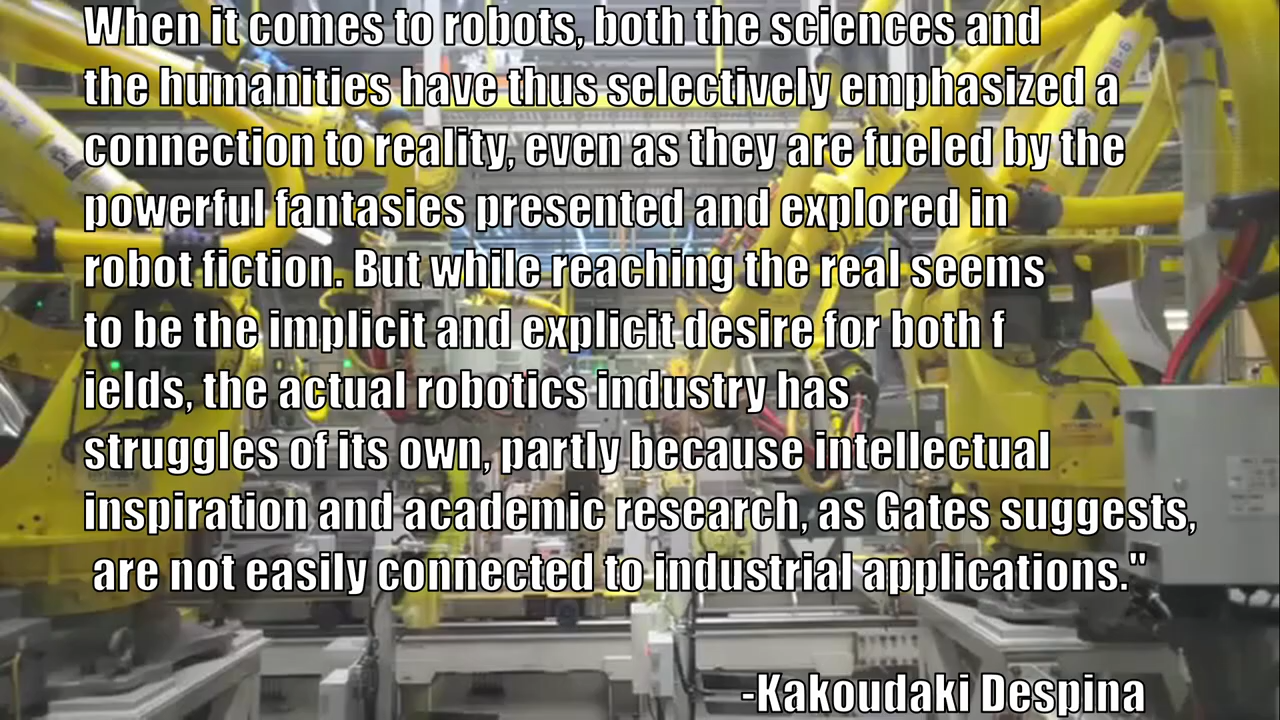 When it comes to robots, both the sciences and
the humanities have thus selectively emphasized a
connection to reality, even as they are fueled by the
powerful fantasies presented and explored in
robot fiction. But while reaching the real seems
to be the implicit and explicit desire for both f
ields, the actual robotics industry has
struggles of its own, partly because intellectual
inspiration and academic research, as Gates suggests,
are not easily connected to industrial applications."
-Kakoudaki Despina